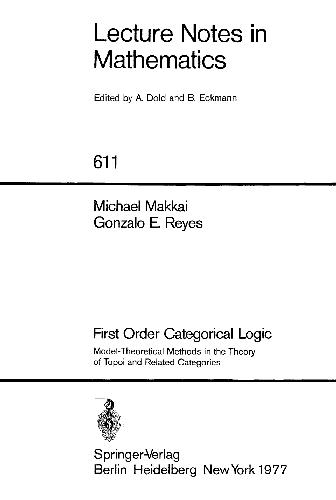 Lecture Notes in
Mathematics
Edited by A. Dold and B. Eckmann
611
Michael Makkai
Gonzalo E. Reyes
First Order Categorical Logic
Model-Theoretical Methods in the Theory
of Topoi and Related Categories
Springer-Verlag
Berlin Heidelberg New York 1977